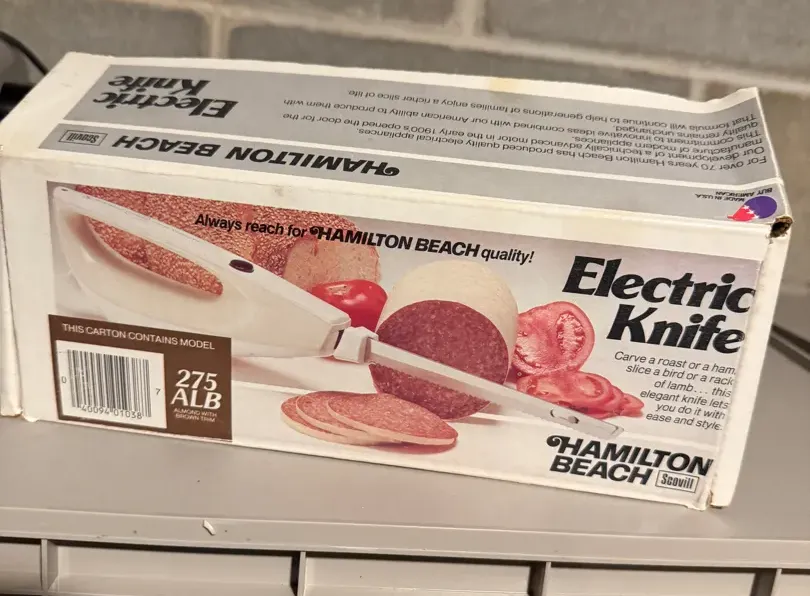 Electric
Knife
For over 70 years Hamilton Beach has produced quality electrical appliances.
Our development of a technically advanced motor in the early 1900's opened the door for the
manufacture of modern appliances.
This commitment to innovative ideas combined with our American ability to produce them with
quality remains unchanged.
That formula will continue to help generations of families enjoy a richer slice of life.
HAMILTON BEACH
Scovill
MADE IN U.S.A.
BUY AMERICAN
Always reach for HAMILTON BEACH quality!
Electric
Knife
Carve a roast or a ham,
slice a bird or a rack
of lamb... this
elegant knife lets
you do it with
ease and style.
HAMILTON
BEACH
Scovill
THIS CARTON CONTAINS MODEL
275
ALB
ALMOND WITH
BROWN TRIM
0 40094 01038 7